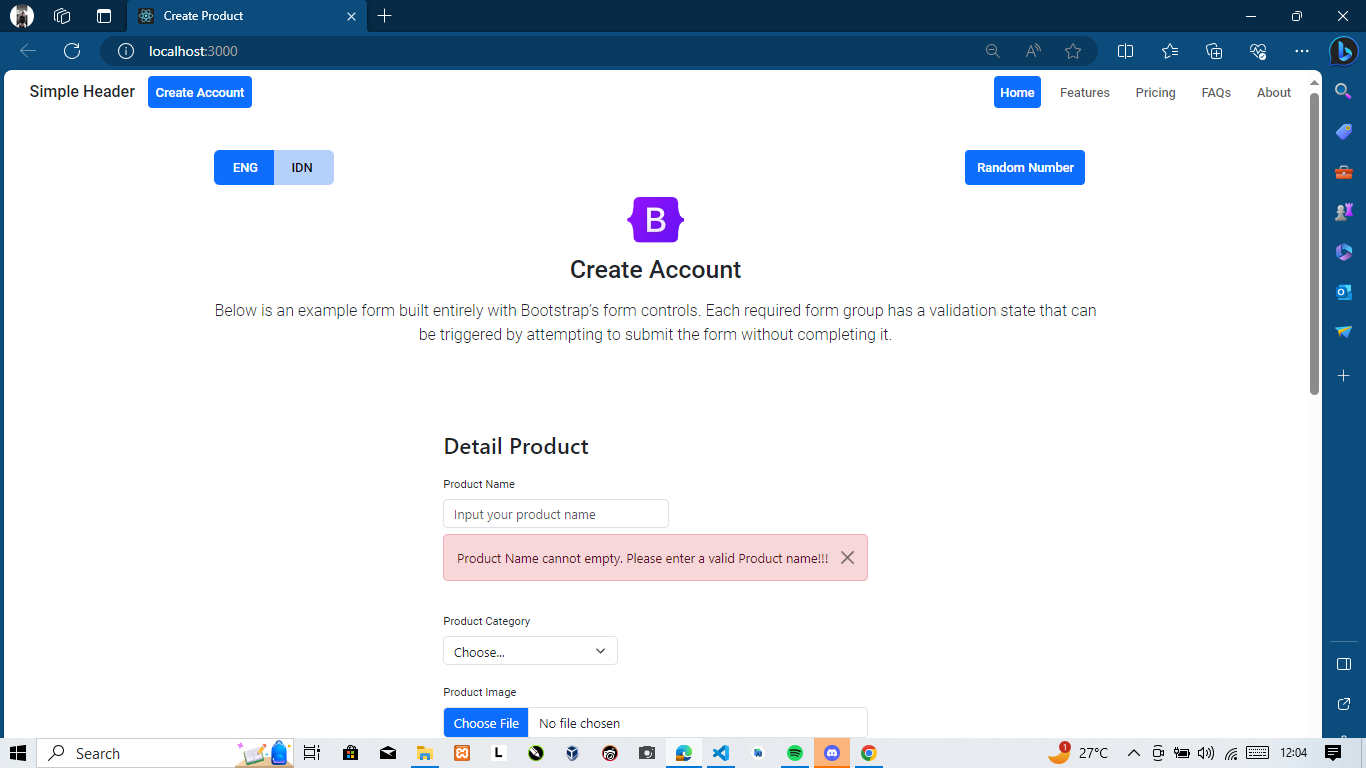 Create Product
localhost:3000
Simple Header
Create Account
Home
Features
Pricing
FAQs
About
ENG
IDN
Random Number
B
Create Account
Below is an example form built entirely with Bootstrap's form controls. Each required form group has a validation state that can
be triggered by attempting to submit the form without completing it.
Detail Product
Product Name
Input your product name
Product Name cannot empty. Please enter a valid Product name!!!
Product Category
Choose...
Product Image
Choose File
No file chosen
Search
L
1
27°C
12:04